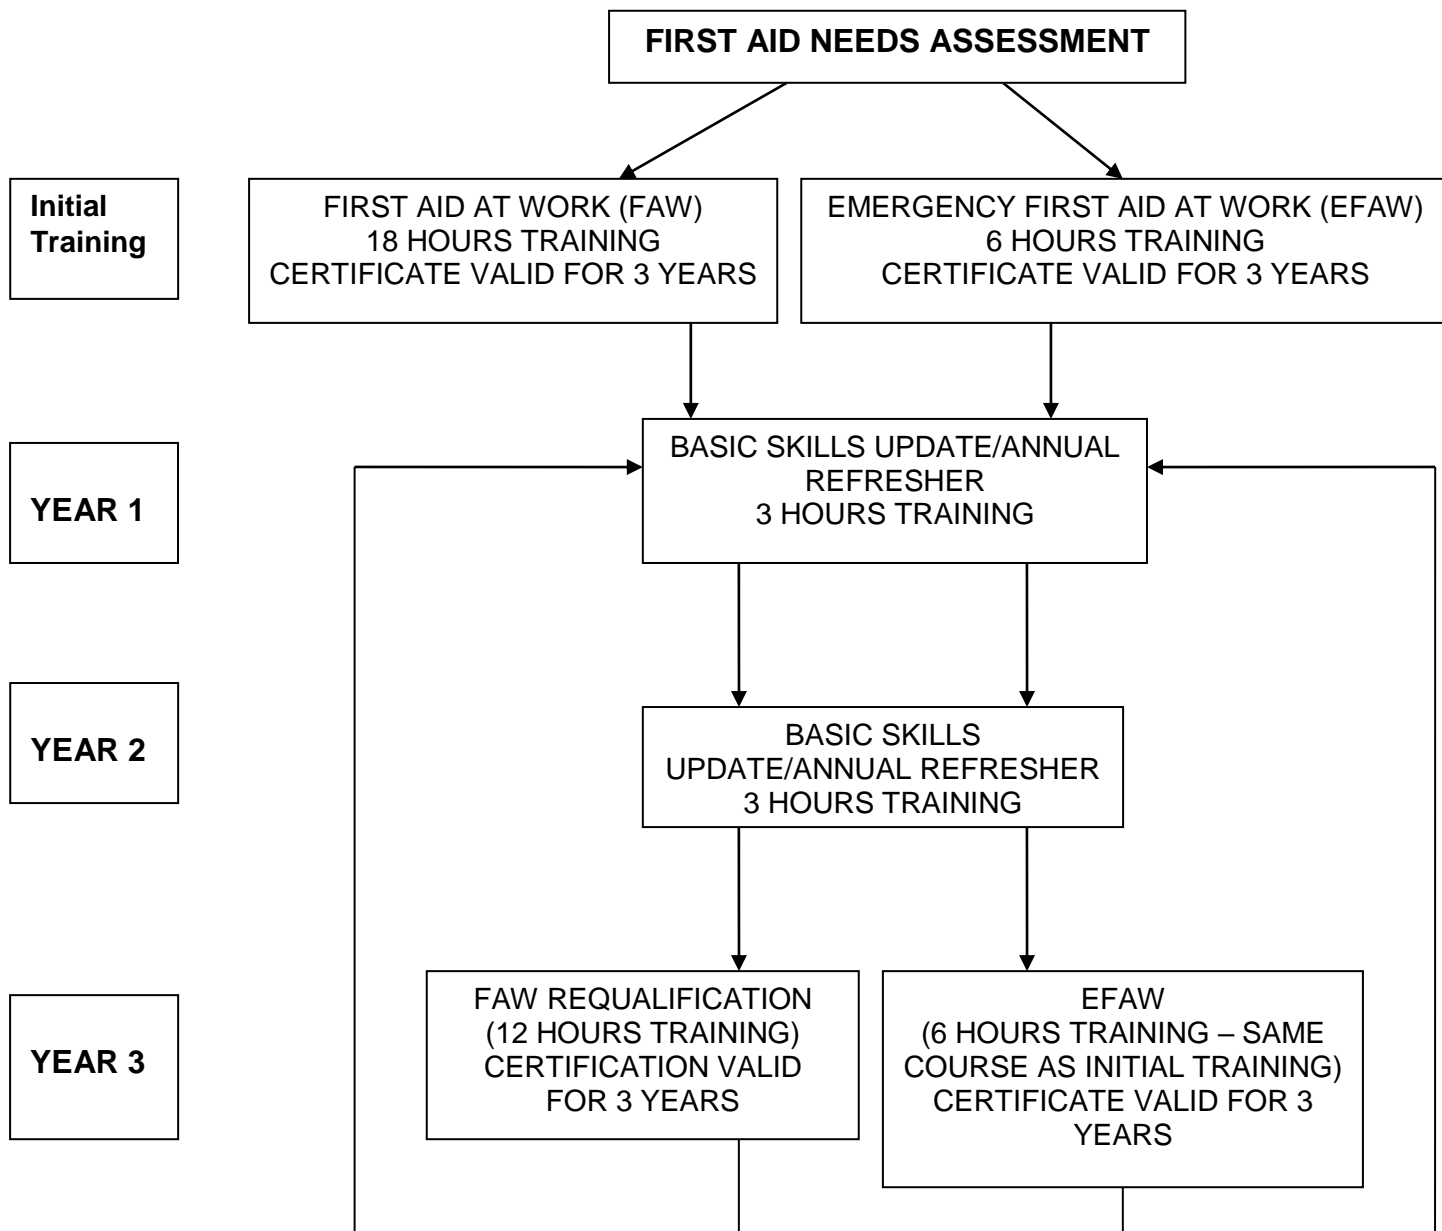 FIRST AID NEEDS ASSESSMENT
Initial
Training
FIRST AID AT WORK (FAW)
18 HOURS TRAINING
CERTIFICATE VALID FOR 3 YEARS
EMERGENCY FIRST AID AT WORK (EFAW)
6 HOURS TRAINING
CERTIFICATE VALID FOR 3 YEARS
YEAR 1
BASIC SKILLS UPDATE/ANNUAL
REFRESHER
3 HOURS TRAINING
YEAR 2
BASIC SKILLS
UPDATE/ANNUAL REFRESHER
3 HOURS TRAINING
YEAR 3
FAW REQUALIFICATION
(12 HOURS TRAINING)
CERTIFICATION VALID
FOR 3 YEARS
EFAW
(6 HOURS TRAINING – SAME
COURSE AS INITIAL TRAINING)
CERTIFICATE VALID FOR 3
YEARS